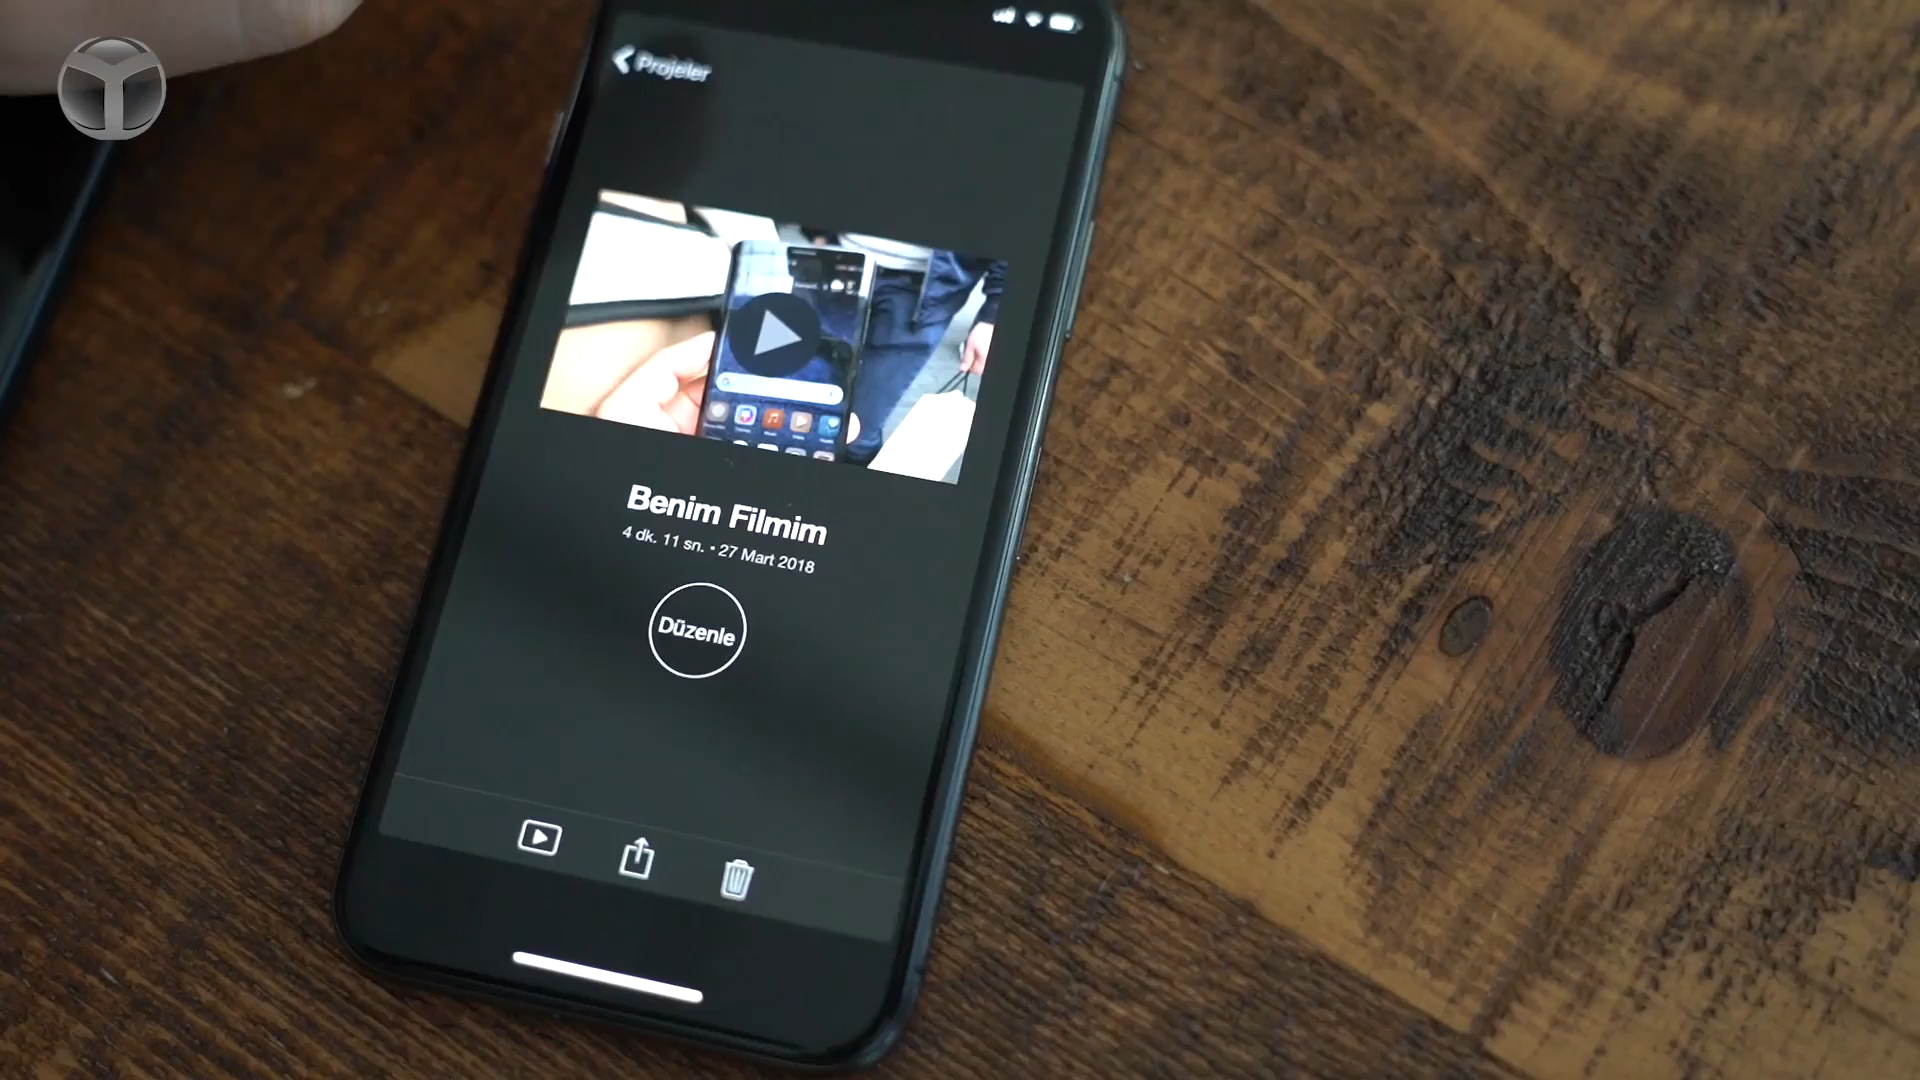 Projeler
Benim Filmim
4 dk. 11 sn. • 27 Mart 2018
Düzenle